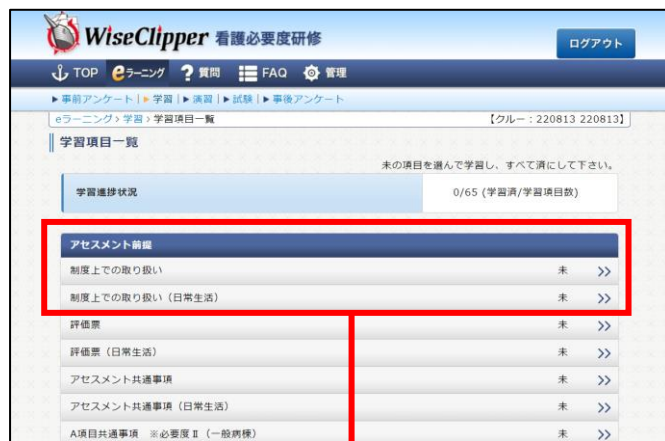 WiseClipper 看護必要度研修
ログアウト
TOP eラーニング ? 質問 FAQ 管理
▶事前アンケート|▶学習|▶演習|▶試験|▶事後アンケート
eラーニング›学習›学習項目一覧 【クルー:220813 220813】
学習項目一覧
未の項目を選んで学習し、すべて済にして下さい。
学習進捗状況 0/65 (学習済/学習項目数)
アセスメント前提
制度上での取り扱い 未 >>
制度上での取り扱い(日常生活) 未 >>
評価票 未 >>
評価票(日常生活) 未 >>
アセスメント共通事項 未 >>
アセスメント共通事項(日常生活) 未 >>
A項目共通事項 ※必要度Ⅱ(一般病棟) 未 >>